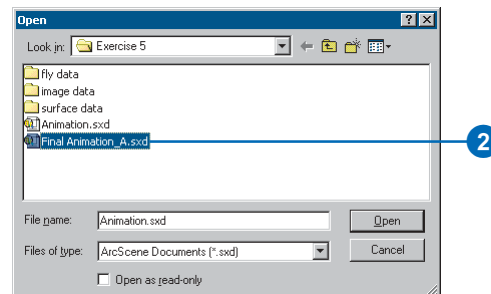 Open
Look in: Exercise 5
fly data
image data
surface data
Animation.sxd
Final Animation_A.sxd
2
File name: Animation.sxd Open
Files of type: ArcScene Documents (*.sxd) Cancel
Open as read-only